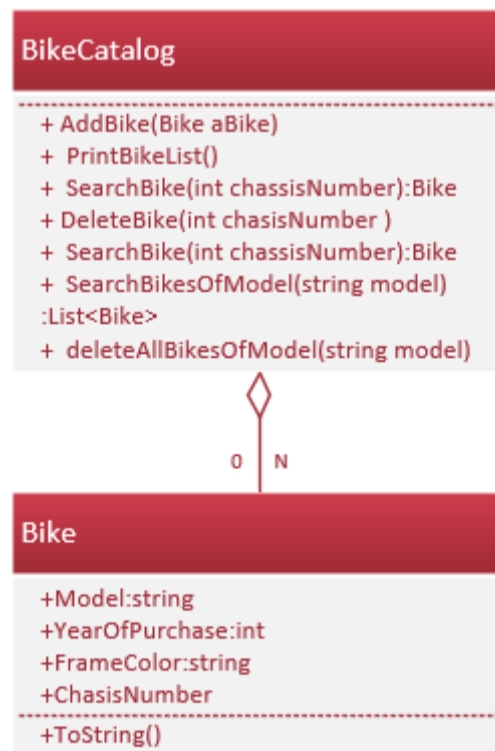 BikeCatalog
+ AddBike(Bike aBike)
+ PrintBikeList()
+ SearchBike(int chassisNumber):Bike
+ DeleteBike(int chasisNumber )
+ SearchBike(int chassisNumber):Bike
+ SearchBikesOfModel(string model)
:List<Bike>
+ deleteAllBikesOfModel(string model)
0 N
Bike
+Model:string
+YearOfPurchase:int
+FrameColor:string
+ChasisNumber
+ToString()